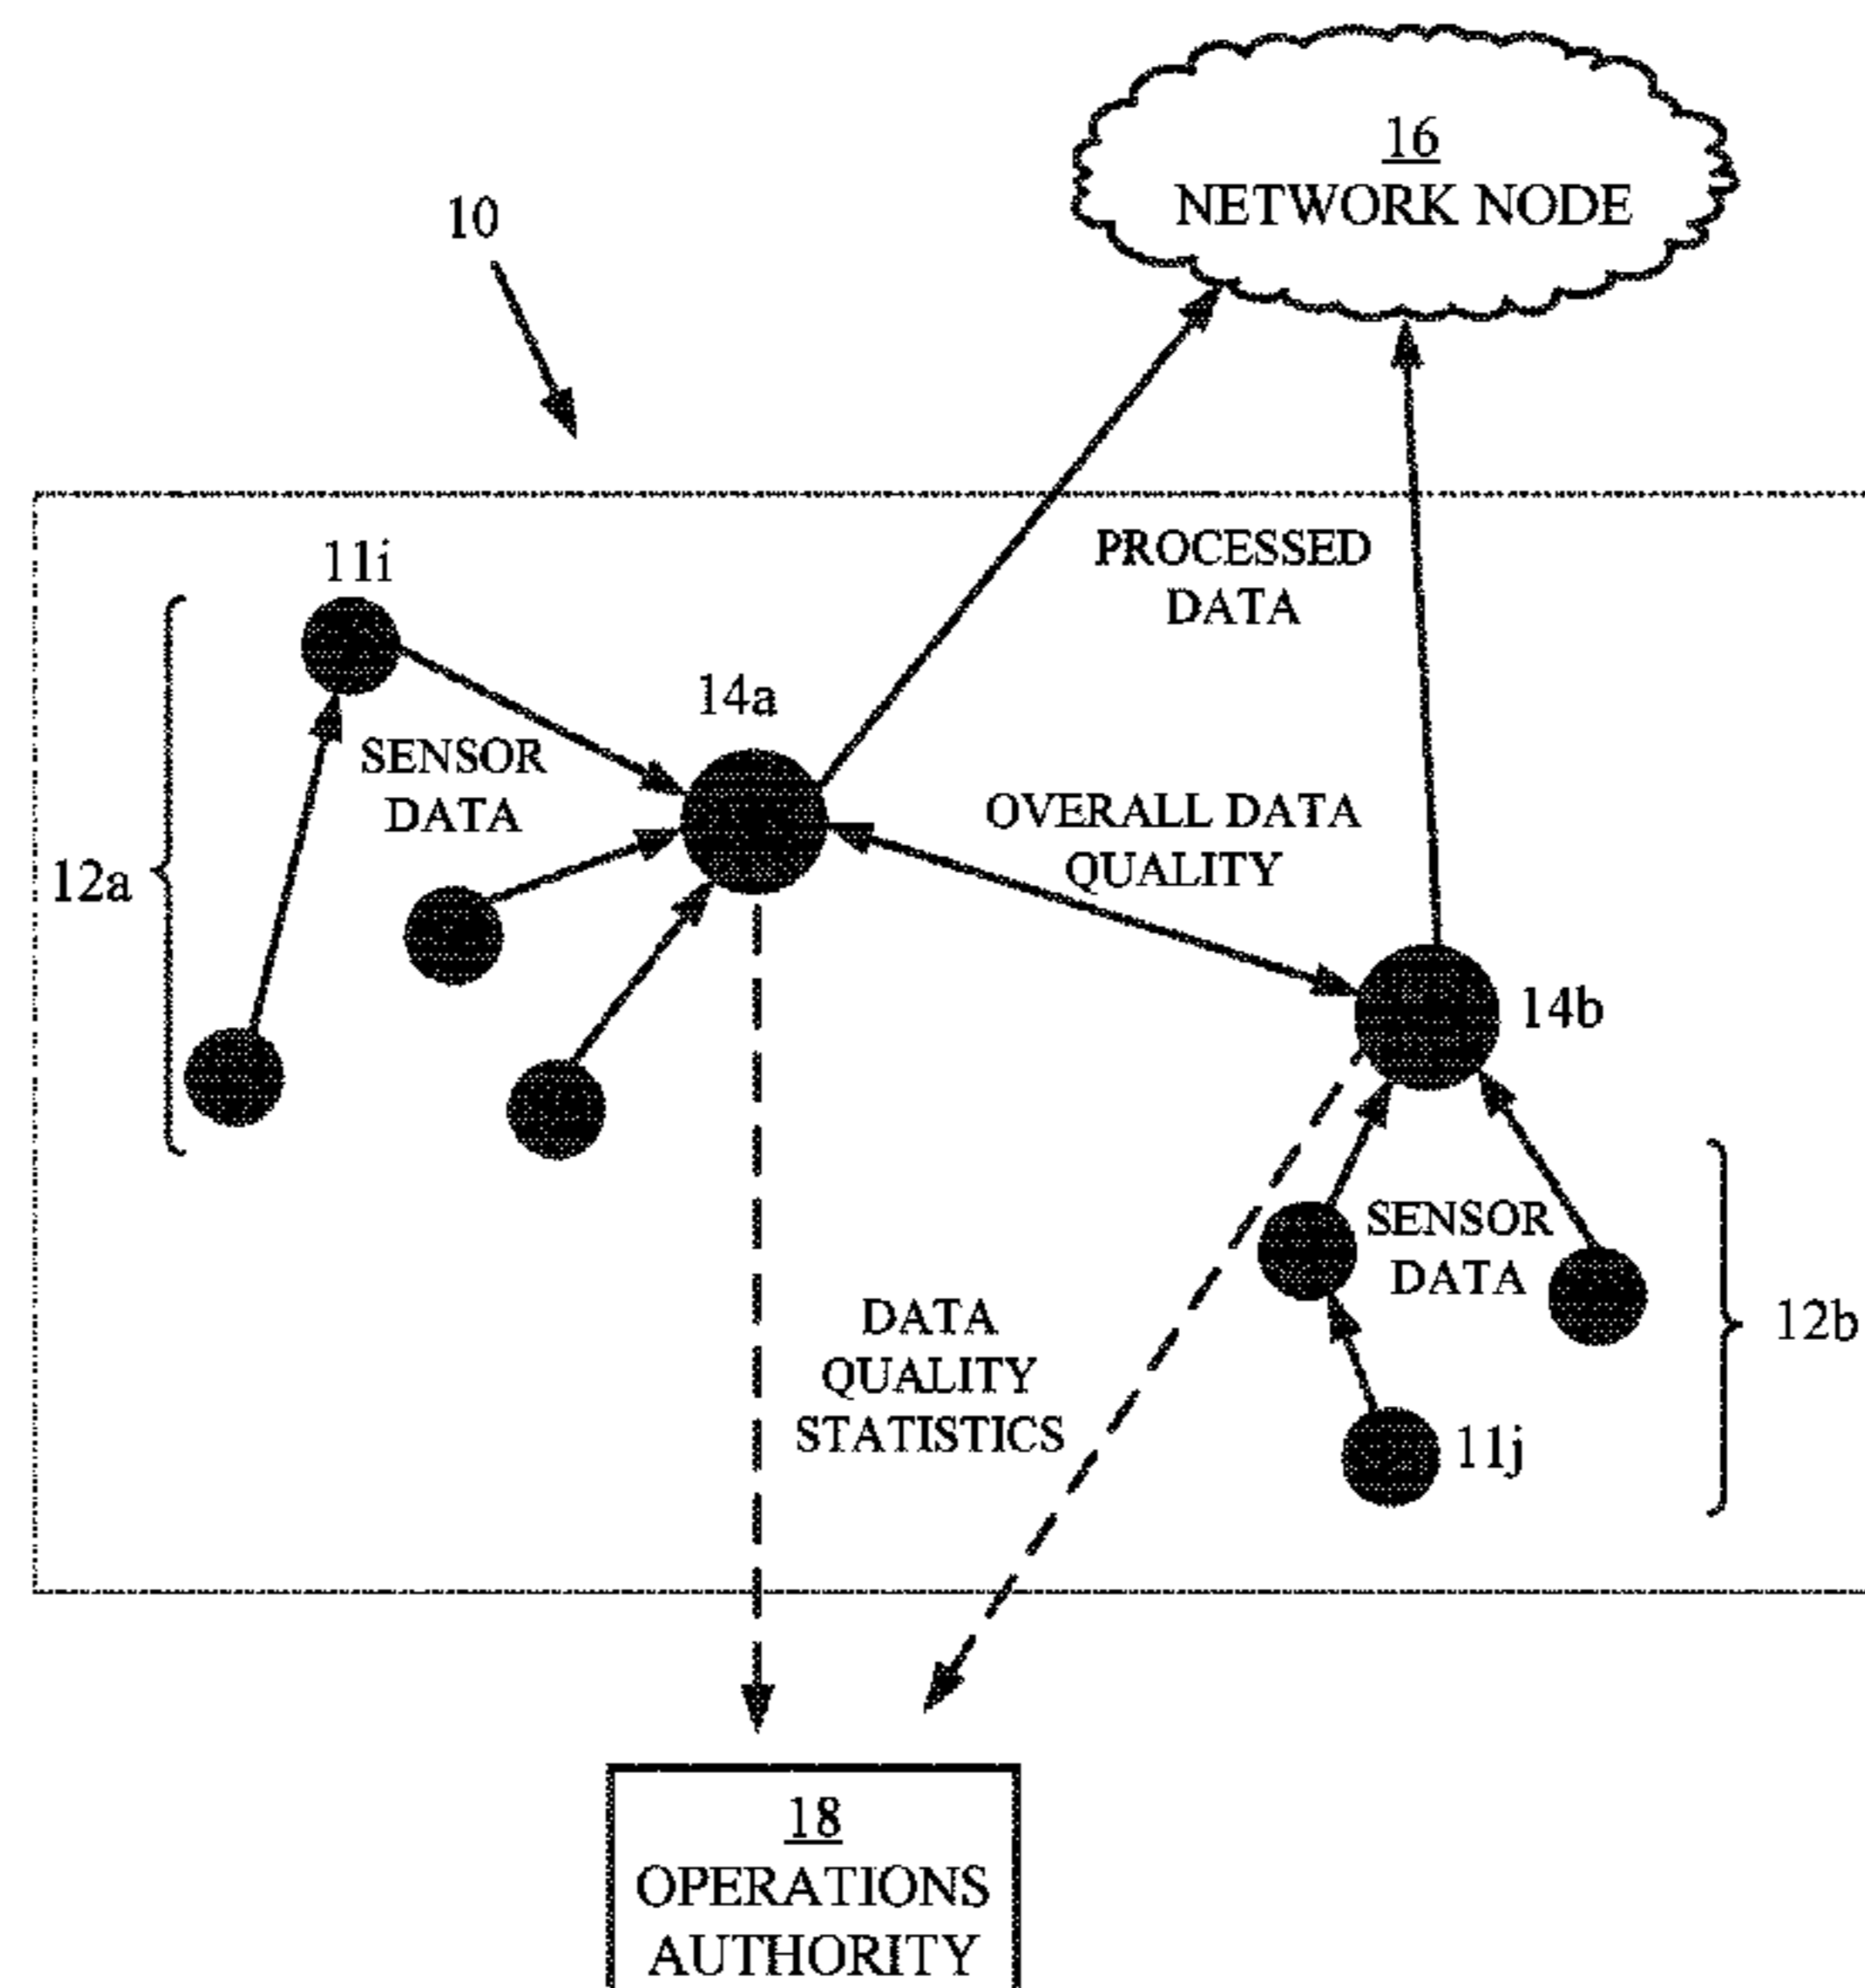 16
NETWORK NODE
10
PROCESSED
DATA
11i
14a
SENSOR
DATA
OVERALL DATA
QUALITY
12a
14b
SENSOR
DATA
12b
DATA
QUALITY
STATISTICS
11j
18
OPERATIONS
AUTHORITY